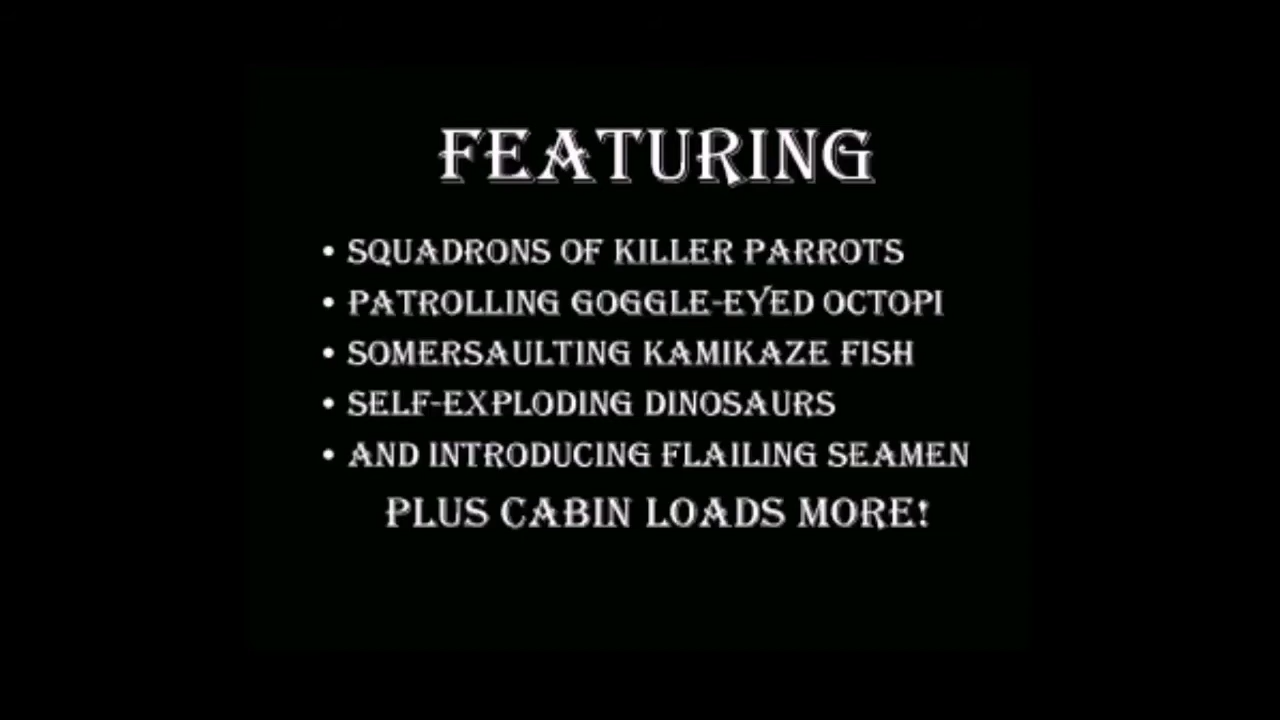 FEATURING
• SQUADRONS OF KILLER PARROTS
• PATROLLING GOGGLE-EYED OCTOPI
• SOMERSAULTING KAMIKAZE FISH
• SELF-EXPLODING DINOSAURS
• AND INTRODUCING FLAILING SEAMEN
PLUS CABIN LOADS MORE!